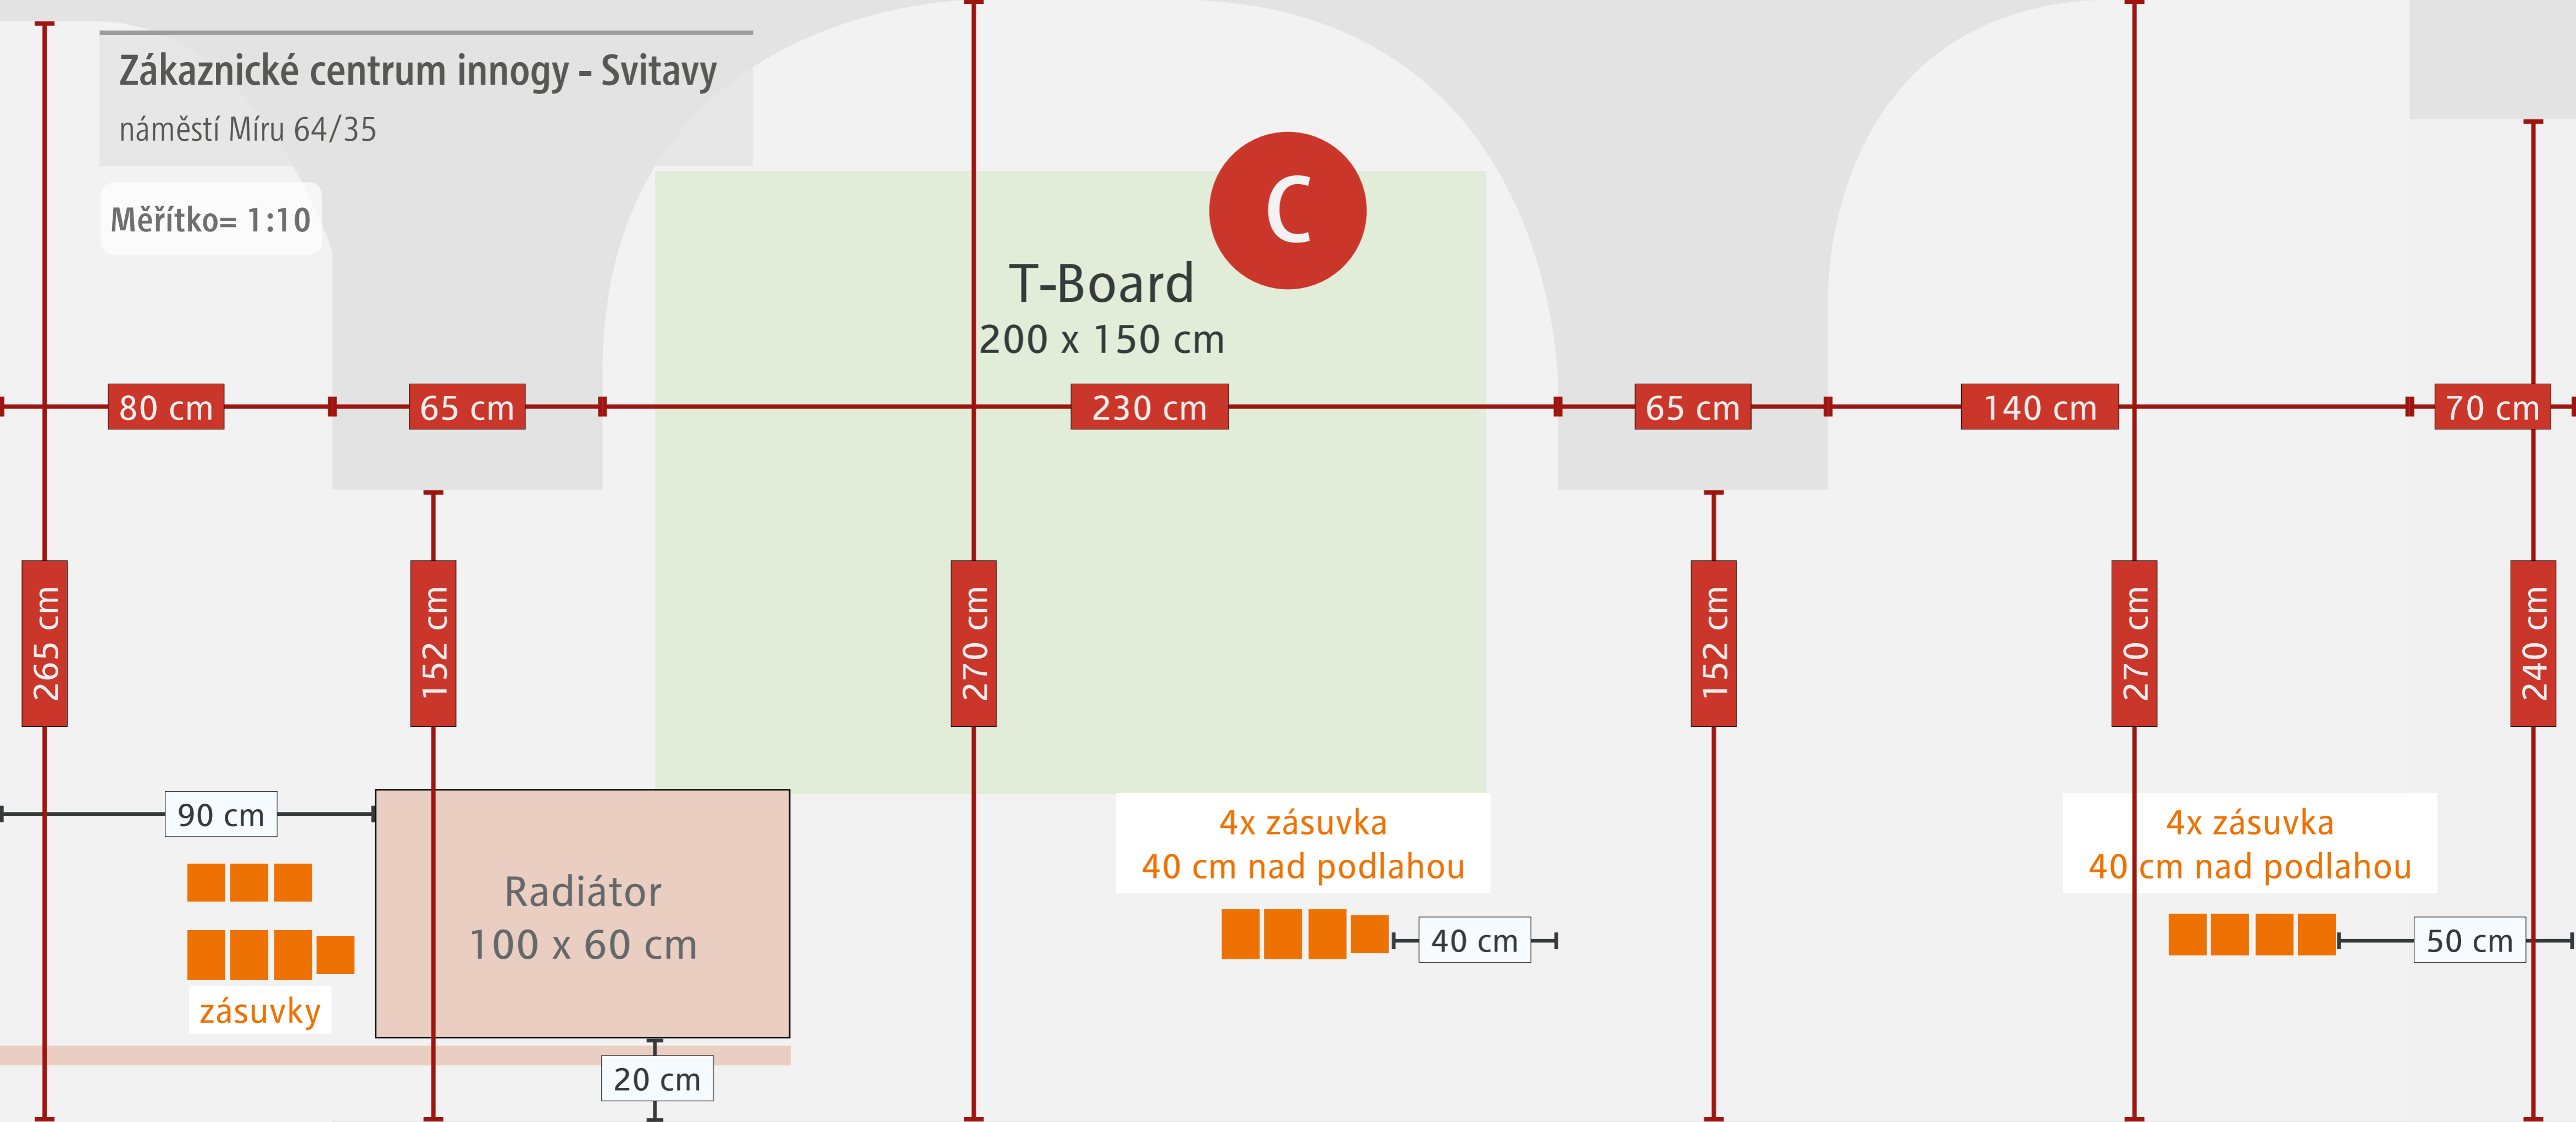 Zákaznické centrum innogy - Svitavy
náměstí Míru 64/35
Měřítko= 1:10
C
T-Board
200 x 150 cm
80 cm
65 cm
230 cm
65 cm
140 cm
70 cm
265 cm
152 cm
270 cm
152 cm
270 cm
240 cm
90 cm
Radiátor
100 x 60 cm
zásuvky
20 cm
4x zásuvka
40 cm nad podlahou
40 cm
4x zásuvka
40 cm nad podlahou
50 cm